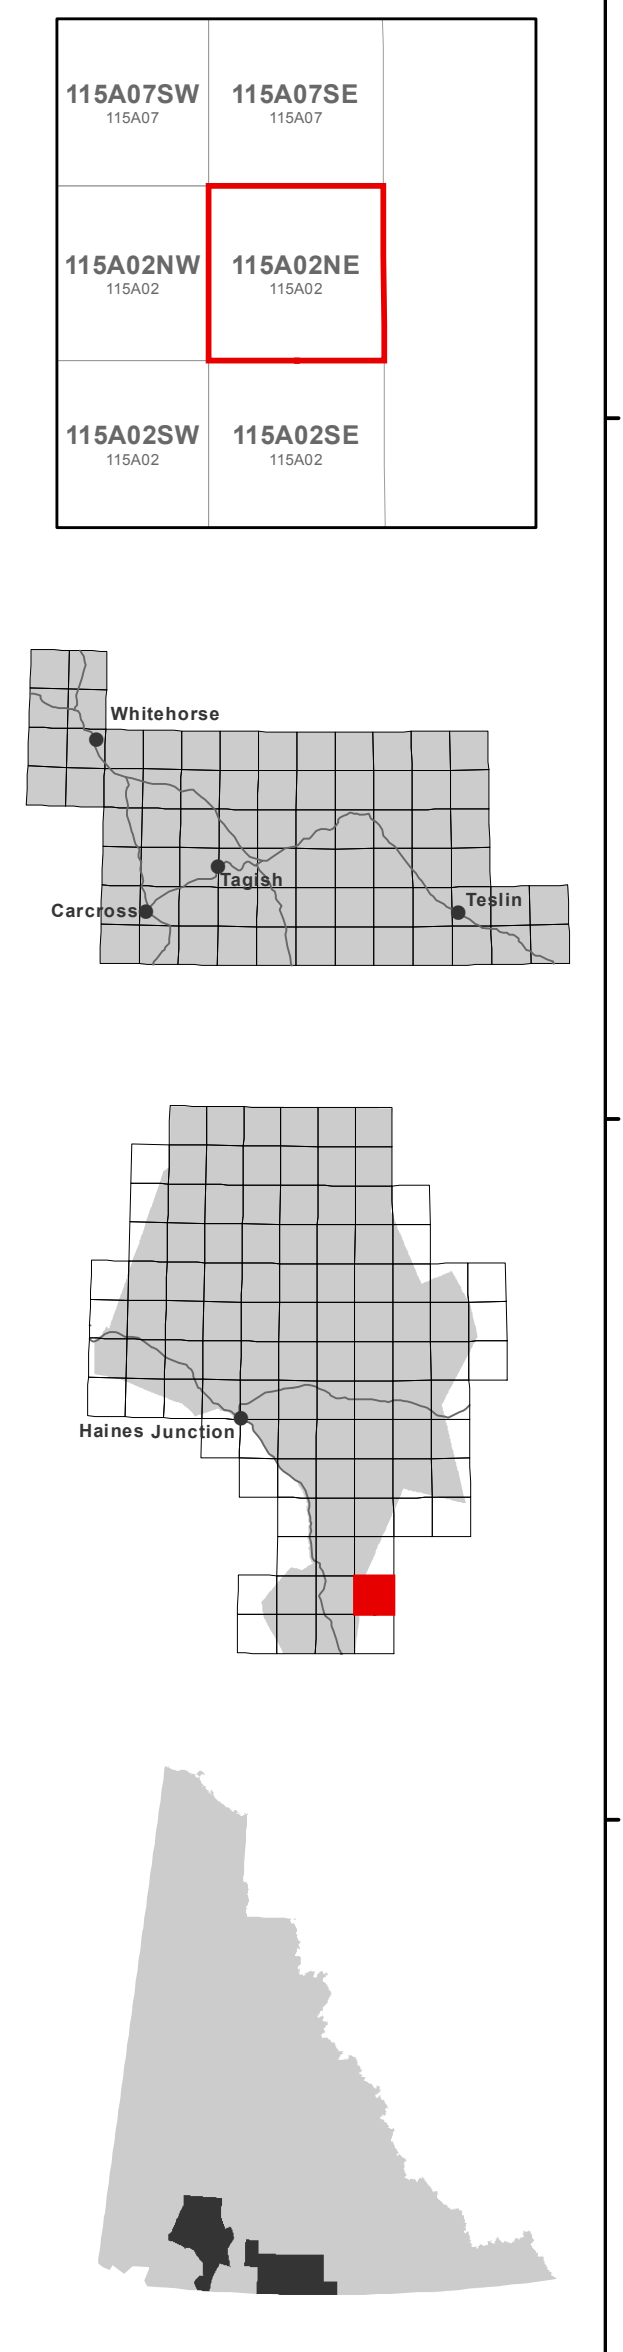 115A07SW 115A07SE
115A07 115A07
115A02NW 115A02NE
115A02 115A02
115A02SW 115A02SE
115A02 115A02
Whitehorse
Tagish
Teslin
Carcross
Haines Junction